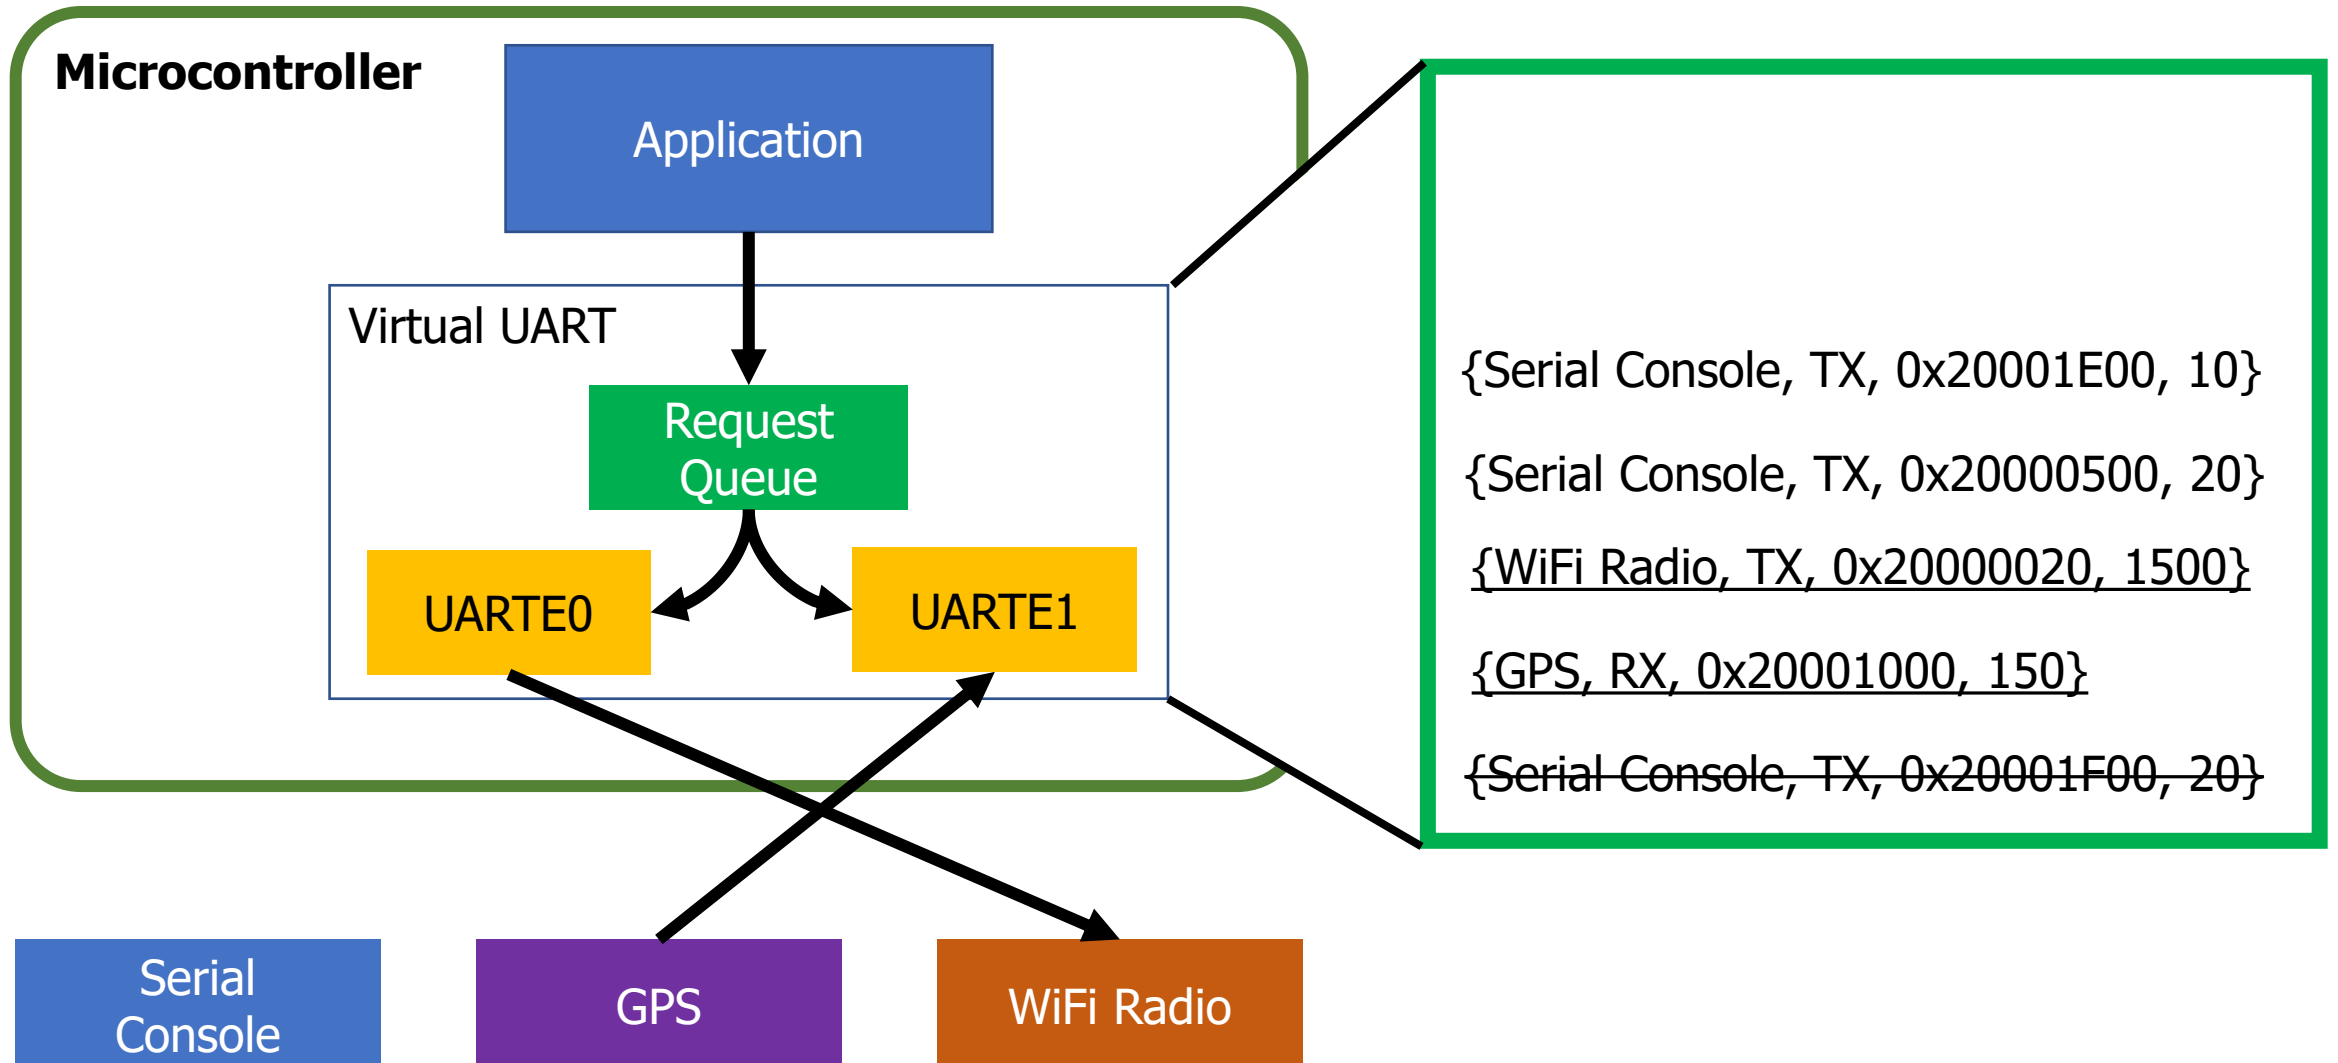 Microcontroller
Application
Virtual UART
Request
Queue
UARTE0
UARTE1
Serial
Console
GPS
WiFi Radio
{Serial Console, TX, 0x20001E00, 10}
{Serial Console, TX, 0x20000500, 20}
{WiFi Radio, TX, 0x20000020, 1500}
{GPS, RX, 0x20001000, 150}
{Serial Console, TX, 0x20001F00, 20}